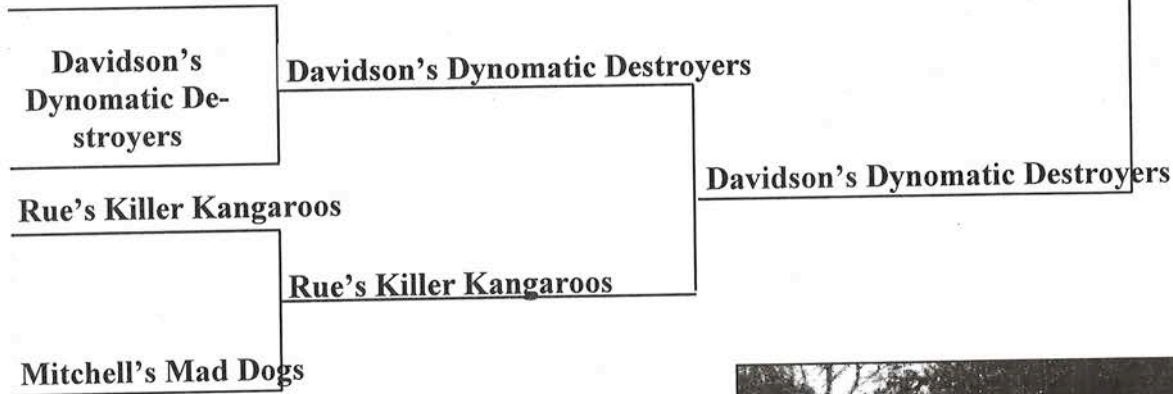 Davidson's
Dynomatic De-
stroyers
Davidson's Dynomatic Destroyers
Davidson's Dynomatic Destroyers
Rue's Killer Kangaroos
Rue's Killer Kangaroos
Mitchell's Mad Dogs